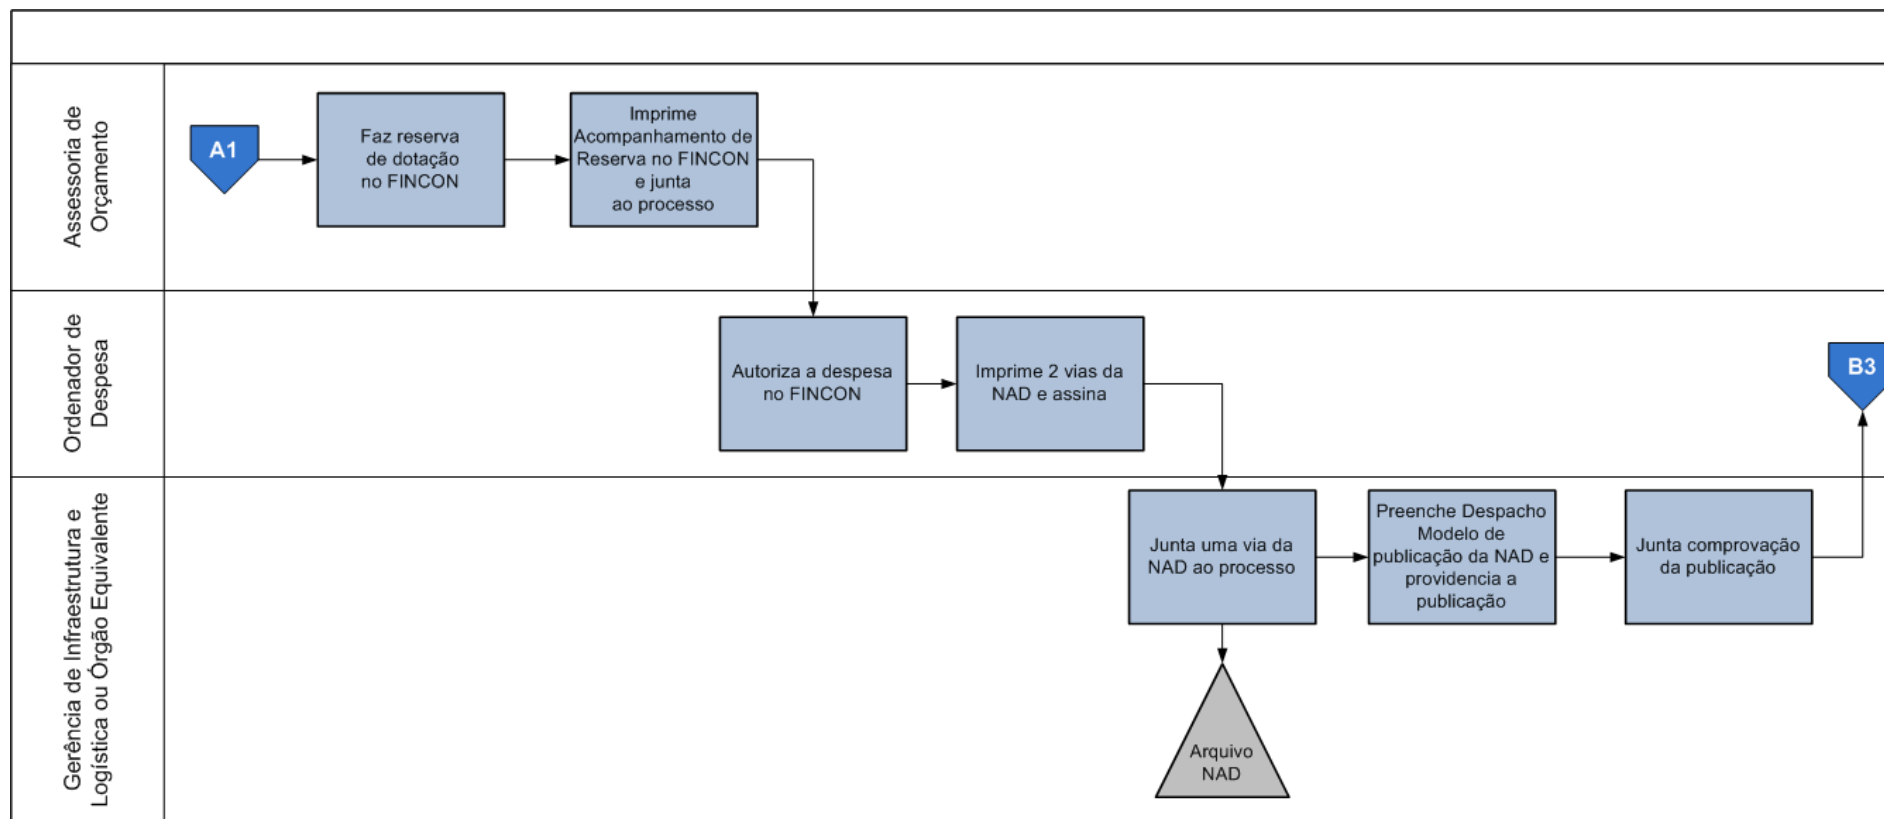 Assessoria de
Orçamento
A1
Faz reserva
de dotação
no FINCON
Imprime
Acompanhamento de
Reserva no FINCON
e junta
ao processo
Ordenador de
Despesa
Autoriza a despesa
no FINCON
Imprime 2 vias da
NAD e assina
B3
Gerência de Infraestrutura e
Logística ou Órgão Equivalente
Junta uma via da
NAD ao processo
Preenche Despacho
Modelo de
publicação da NAD e
providencia a
publicação
Junta comprovação
da publicação
Arquivo
NAD